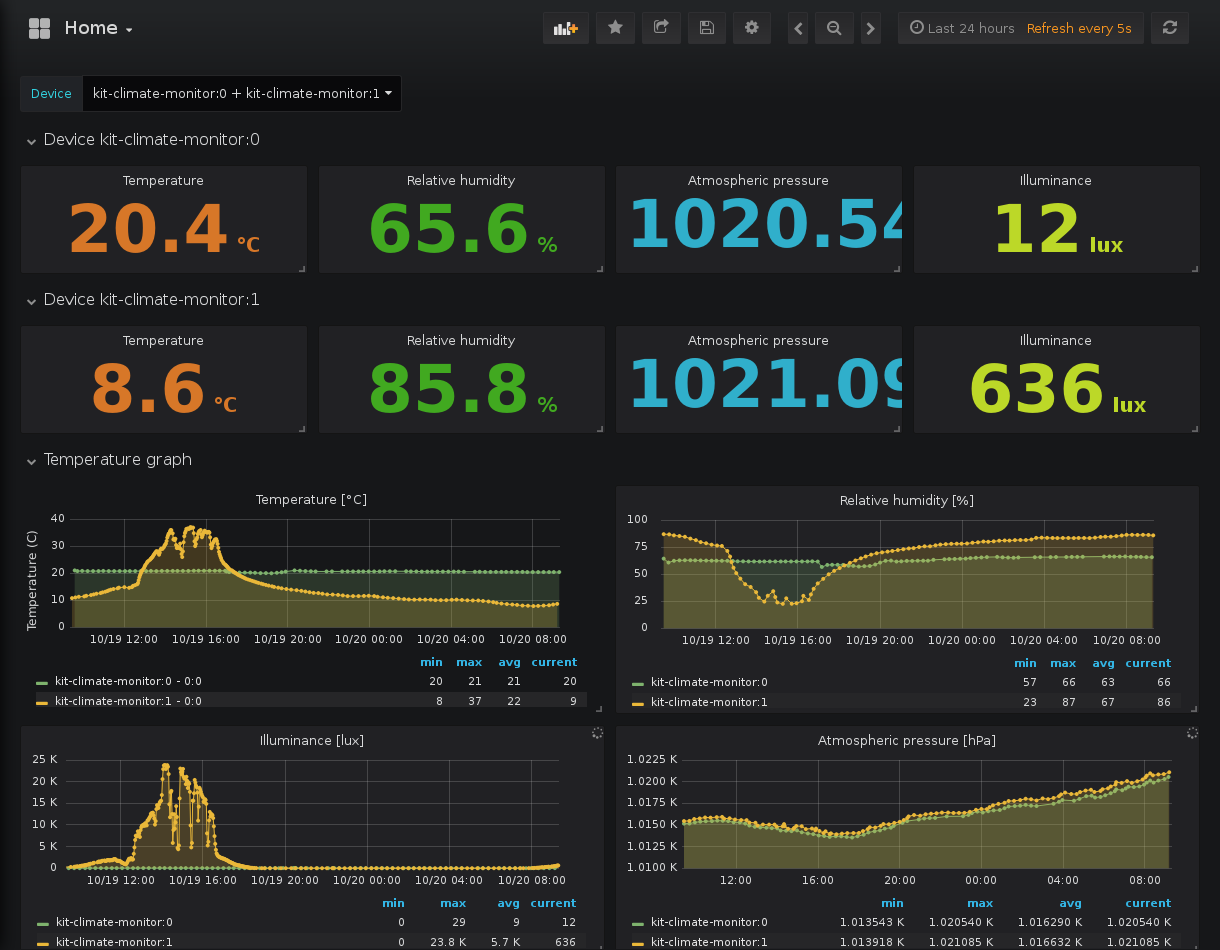 Home
Last 24 hours Refresh every 5s
Device kit-climate-monitor:0 + kit-climate-monitor:1
Device kit-climate-monitor:0
Temperature Relative humidity Atmospheric pressure Illuminance
20.4 °C 65.6 % 1020.54 12 lux
Device kit-climate-monitor:1
Temperature Relative humidity Atmospheric pressure Illuminance
8.6 °C 85.8 % 1021.09 636 lux
Temperature graph
Temperature [°C]
Temperature (C)
40
30
20
10
0
10/19 12:00 10/19 16:00 10/19 20:00 10/20 00:00 10/20 04:00 10/20 08:00
min max avg current
kit-climate-monitor:0 - 0:0 20 21 21 20
kit-climate-monitor:1 - 0:0 8 37 22 9
Relative humidity [%]
100
75
50
25
0
10/19 12:00 10/19 16:00 10/19 20:00 10/20 00:00 10/20 04:00 10/20 08:00
min max avg current
kit-climate-monitor:0 57 66 63 66
kit-climate-monitor:1 23 87 67 86
Illuminance [lux]
25 K
20 K
15 K
10 K
5 K
0
10/19 12:00 10/19 16:00 10/19 20:00 10/20 00:00 10/20 04:00 10/20 08:00
min max avg current
kit-climate-monitor:0 0 29 9 12
kit-climate-monitor:1 0 23.8 K 5.7 K 636
Atmospheric pressure [hPa]
1.0225 K
1.0200 K
1.0175 K
1.0150 K
1.0125 K
1.0100 K
12:00 16:00 20:00 00:00 04:00 08:00
min max avg current
kit-climate-monitor:0 1.013543 K 1.020540 K 1.016290 K 1.020540 K
kit-climate-monitor:1 1.013918 K 1.021085 K 1.016632 K 1.021085 K